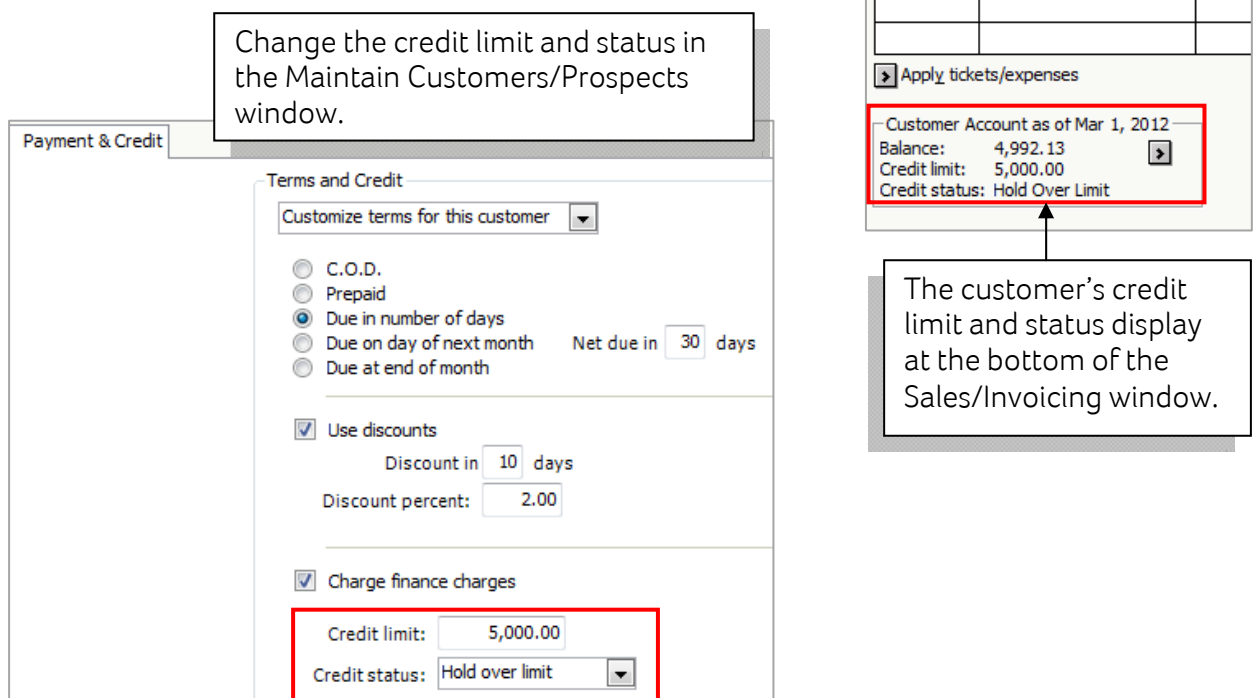 Change the credit limit and status in
the Maintain Customers/Prospects
window.
Payment & Credit
Terms and Credit
Customize terms for this customer
C.O.D.
Prepaid
Due in number of days
Due on day of next month Net due in 30 days
Due at end of month
Use discounts
Discount in 10 days
Discount percent: 2.00
Charge finance charges
Credit limit: 5,000.00
Credit status: Hold over limit
Apply tickets/expenses
Customer Account as of Mar 1, 2012
Balance: 4,992.13
Credit limit: 5,000.00
Credit status: Hold Over Limit
The customer’s credit
limit and status display
at the bottom of the
Sales/Invoicing window.